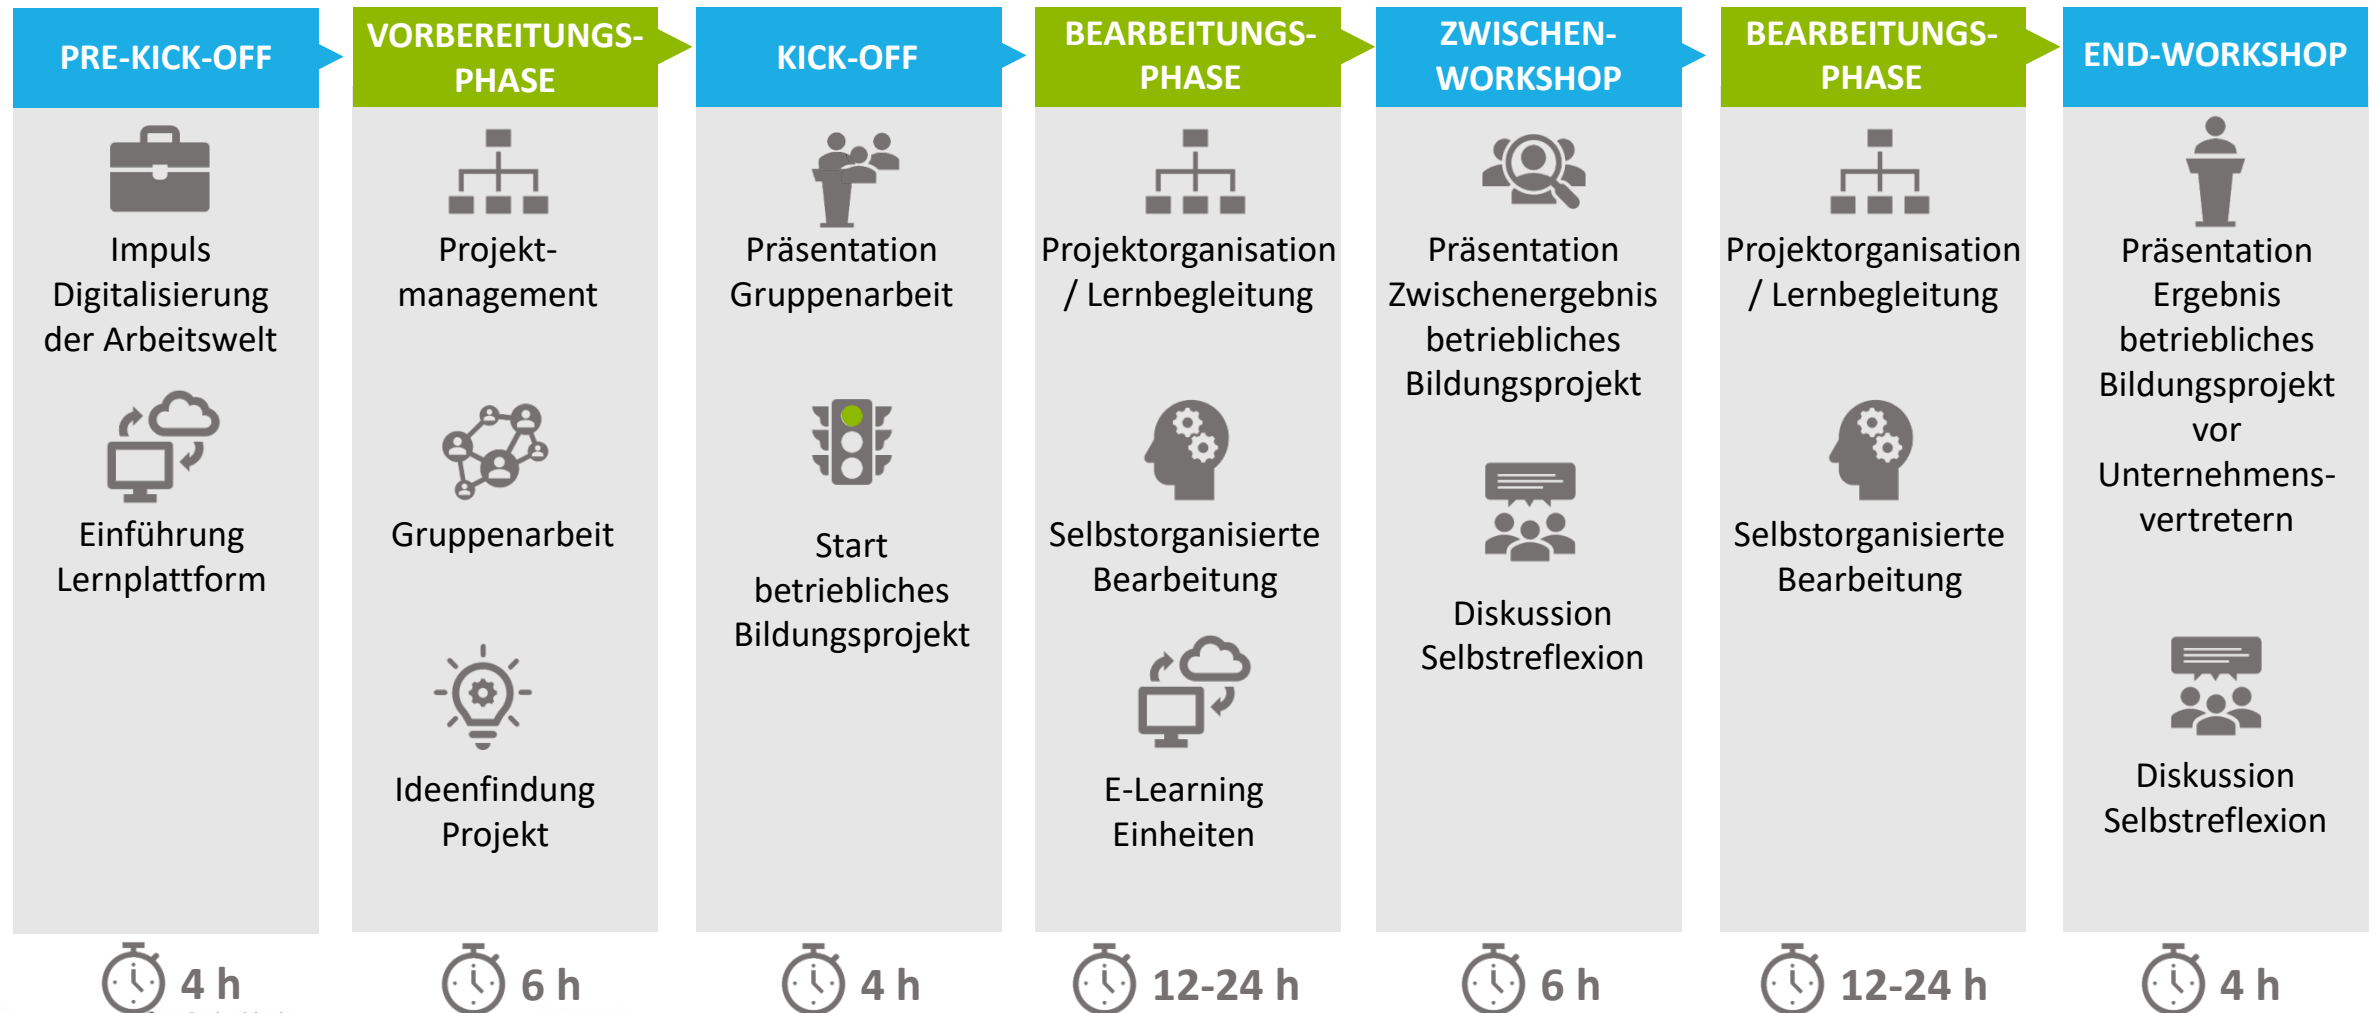 PRE-KICK-OFF
Impuls
Digitalisierung
der Arbeitswelt
Einführung
Lernplattform
4 h
VORBEREITUNGS-
PHASE
Projekt-
management
Gruppenarbeit
Ideenfindung
Projekt
6 h
KICK-OFF
Präsentation
Gruppenarbeit
Start
betriebliches
Bildungsprojekt
4 h
BEARBEITUNGS-
PHASE
Projektorganisation
/ Lernbegleitung
Selbstorganisierte
Bearbeitung
E-Learning
Einheiten
12-24 h
ZWISCHEN-
WORKSHOP
Präsentation
Zwischenergebnis
betriebliches
Bildungsprojekt
Diskussion
Selbstreflexion
6 h
BEARBEITUNGS-
PHASE
Projektorganisation
/ Lernbegleitung
Selbstorganisierte
Bearbeitung
12-24 h
END-WORKSHOP
Präsentation
Ergebnis
betriebliches
Bildungsprojekt
vor
Unternehmens-
vertretern
Diskussion
Selbstreflexion
4 h